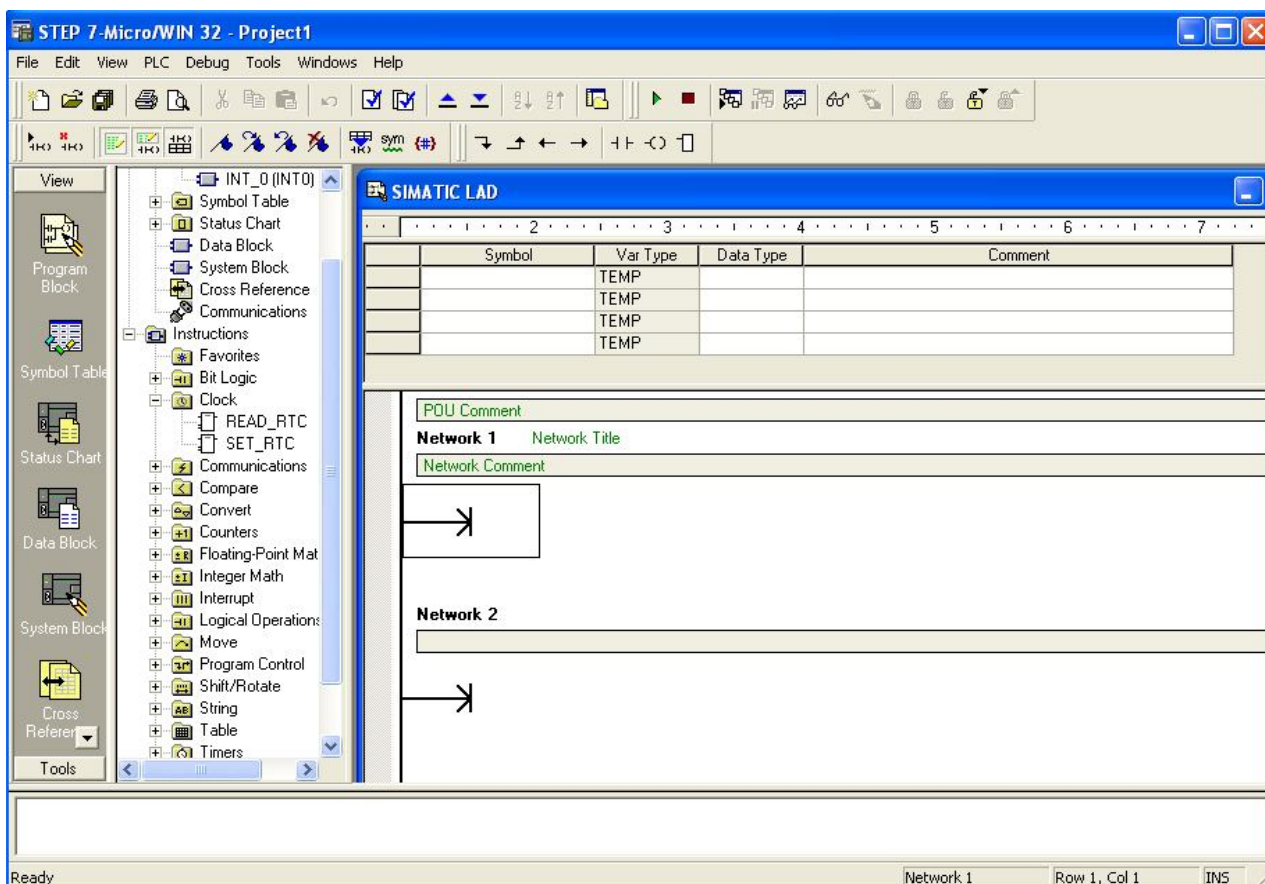 STEP 7-Micro/WIN 32 - Project1
File Edit View PLC Debug Tools Windows Help
sym
View
Program Block
Symbol Table
Status Chart
Data Block
System Block
Cross
Tools
INT_0 (INT0)
Symbol Table
Status Chart
Data Block
System Block
Cross Reference
Communications
Instructions
Favorites
Bit Logic
Clock
READ_RTC
SET_RTC
Communications
Compare
Convert
Counters
Floating-Point Mat
Integer Math
Interrupt
Logical Operations
Move
Program Control
Shift/Rotate
String
Table
Timers
SIMATIC LAD
2 3 4 5 6 7
Symbol Var Type Data Type Comment
TEMP
TEMP
TEMP
TEMP
POU Comment
Network 1 Network Title
Network Comment
Network 2
Ready Network 1 Row 1, Col 1 INS